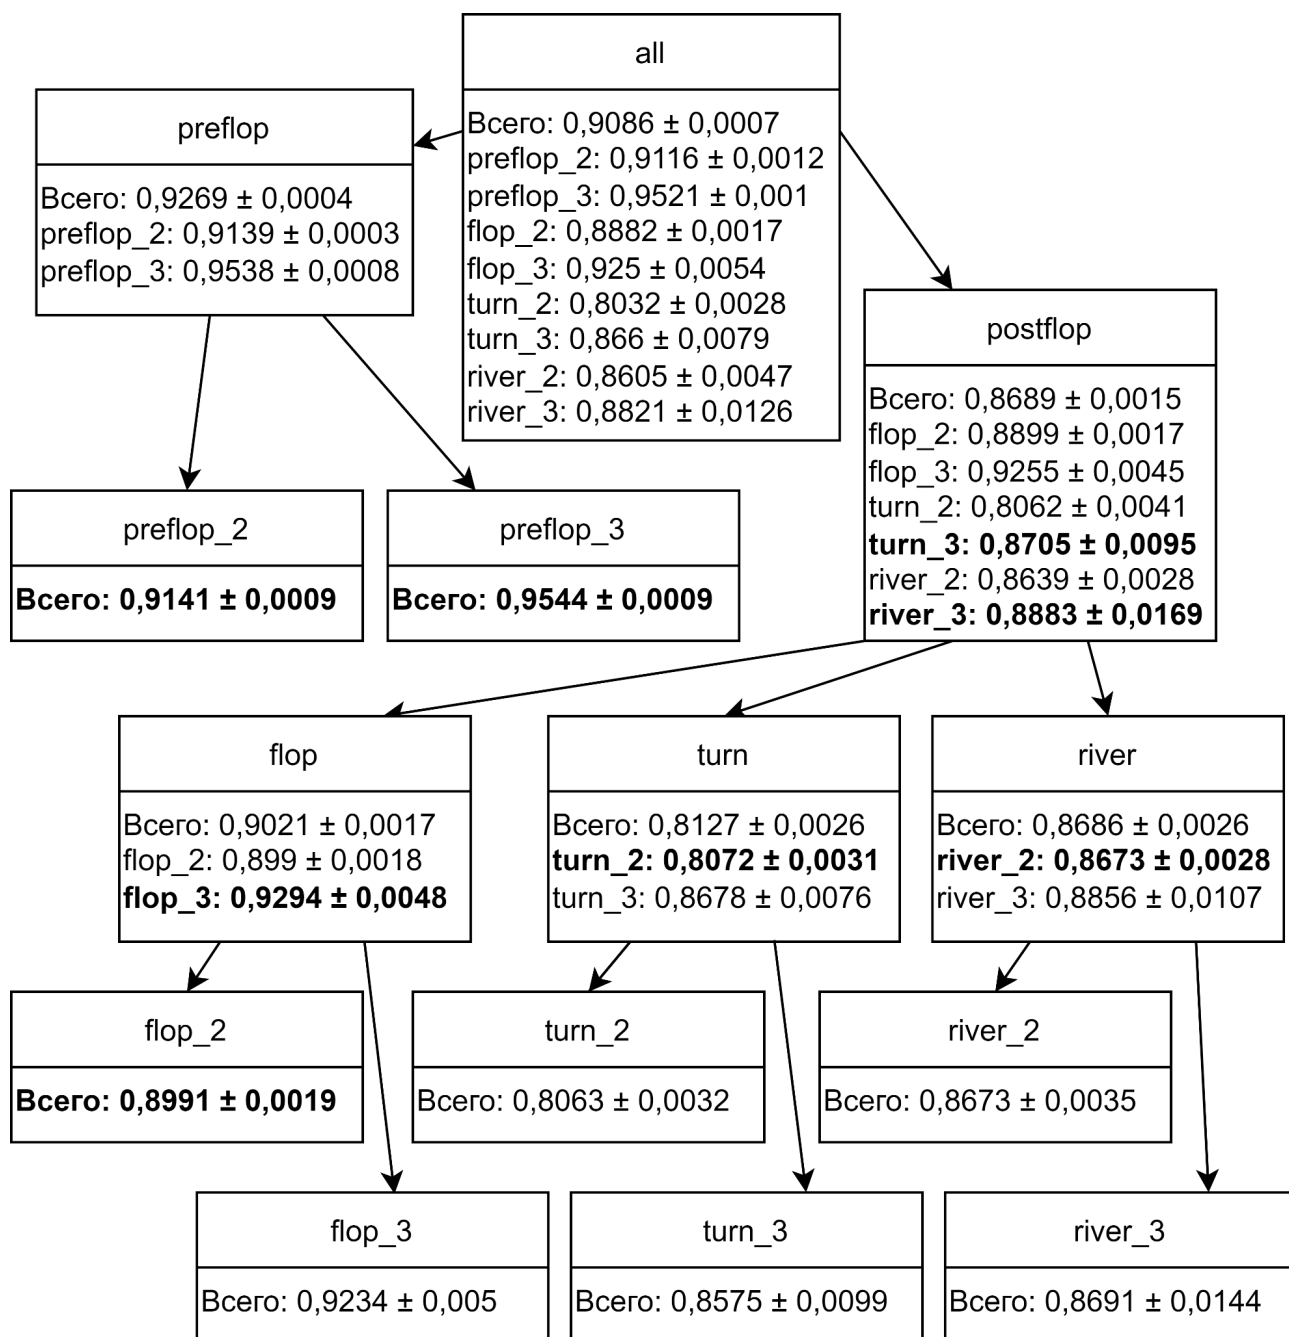 all
Всего: 0,9086 ± 0,0007
preflop_2: 0,9116 ± 0,0012
preflop_3: 0,9521 ± 0,001
flop_2: 0,8882 ± 0,0017
flop_3: 0,925 ± 0,0054
turn_2: 0,8032 ± 0,0028
turn_3: 0,866 ± 0,0079
river_2: 0,8605 ± 0,0047
river_3: 0,8821 ± 0,0126
preflop
Всего: 0,9269 ± 0,0004
preflop_2: 0,9139 ± 0,0003
preflop_3: 0,9538 ± 0,0008
postflop
Всего: 0,8689 ± 0,0015
flop_2: 0,8899 ± 0,0017
flop_3: 0,9255 ± 0,0045
turn_2: 0,8062 ± 0,0041
turn_3: 0,8705 ± 0,0095
river_2: 0,8639 ± 0,0028
river_3: 0,8883 ± 0,0169
preflop_2
Всего: 0,9141 ± 0,0009
preflop_3
Всего: 0,9544 ± 0,0009
flop
Всего: 0,9021 ± 0,0017
flop_2: 0,899 ± 0,0018
flop_3: 0,9294 ± 0,0048
turn
Всего: 0,8127 ± 0,0026
turn_2: 0,8072 ± 0,0031
turn_3: 0,8678 ± 0,0076
river
Всего: 0,8686 ± 0,0026
river_2: 0,8673 ± 0,0028
river_3: 0,8856 ± 0,0107
flop_2
Всего: 0,8991 ± 0,0019
turn_2
Всего: 0,8063 ± 0,0032
river_2
Всего: 0,8673 ± 0,0035
flop_3
Всего: 0,9234 ± 0,005
turn_3
Всего: 0,8575 ± 0,0099
river_3
Всего: 0,8691 ± 0,0144